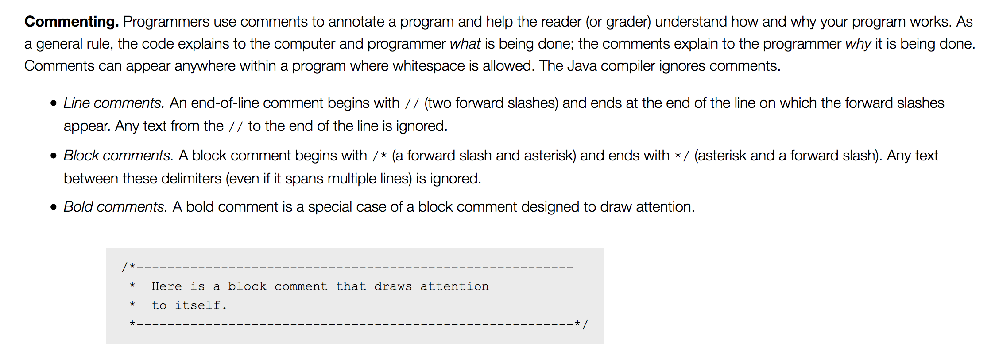 Commenting. Programmers use comments to annotate a program and help the reader (or grader) understand how and why your program works. As
a general rule, the code explains to the computer and programmer what is being done; the comments explain to the programmer why it is being done.
Comments can appear anywhere within a program where whitespace is allowed. The Java compiler ignores comments.
• Line comments. An end-of-line comment begins with // (two forward slashes) and ends at the end of the line on which the forward slashes
appear. Any text from the // to the end of the line is ignored.
• Block comments. A block comment begins with /* (a forward slash and asterisk) and ends with */ (asterisk and a forward slash). Any text
between these delimiters (even if it spans multiple lines) is ignored.
• Bold comments. A bold comment is a special case of a block comment designed to draw attention.
/*---------------------------------------------------------
 *  Here is a block comment that draws attention
 *  to itself.
 *---------------------------------------------------------*/